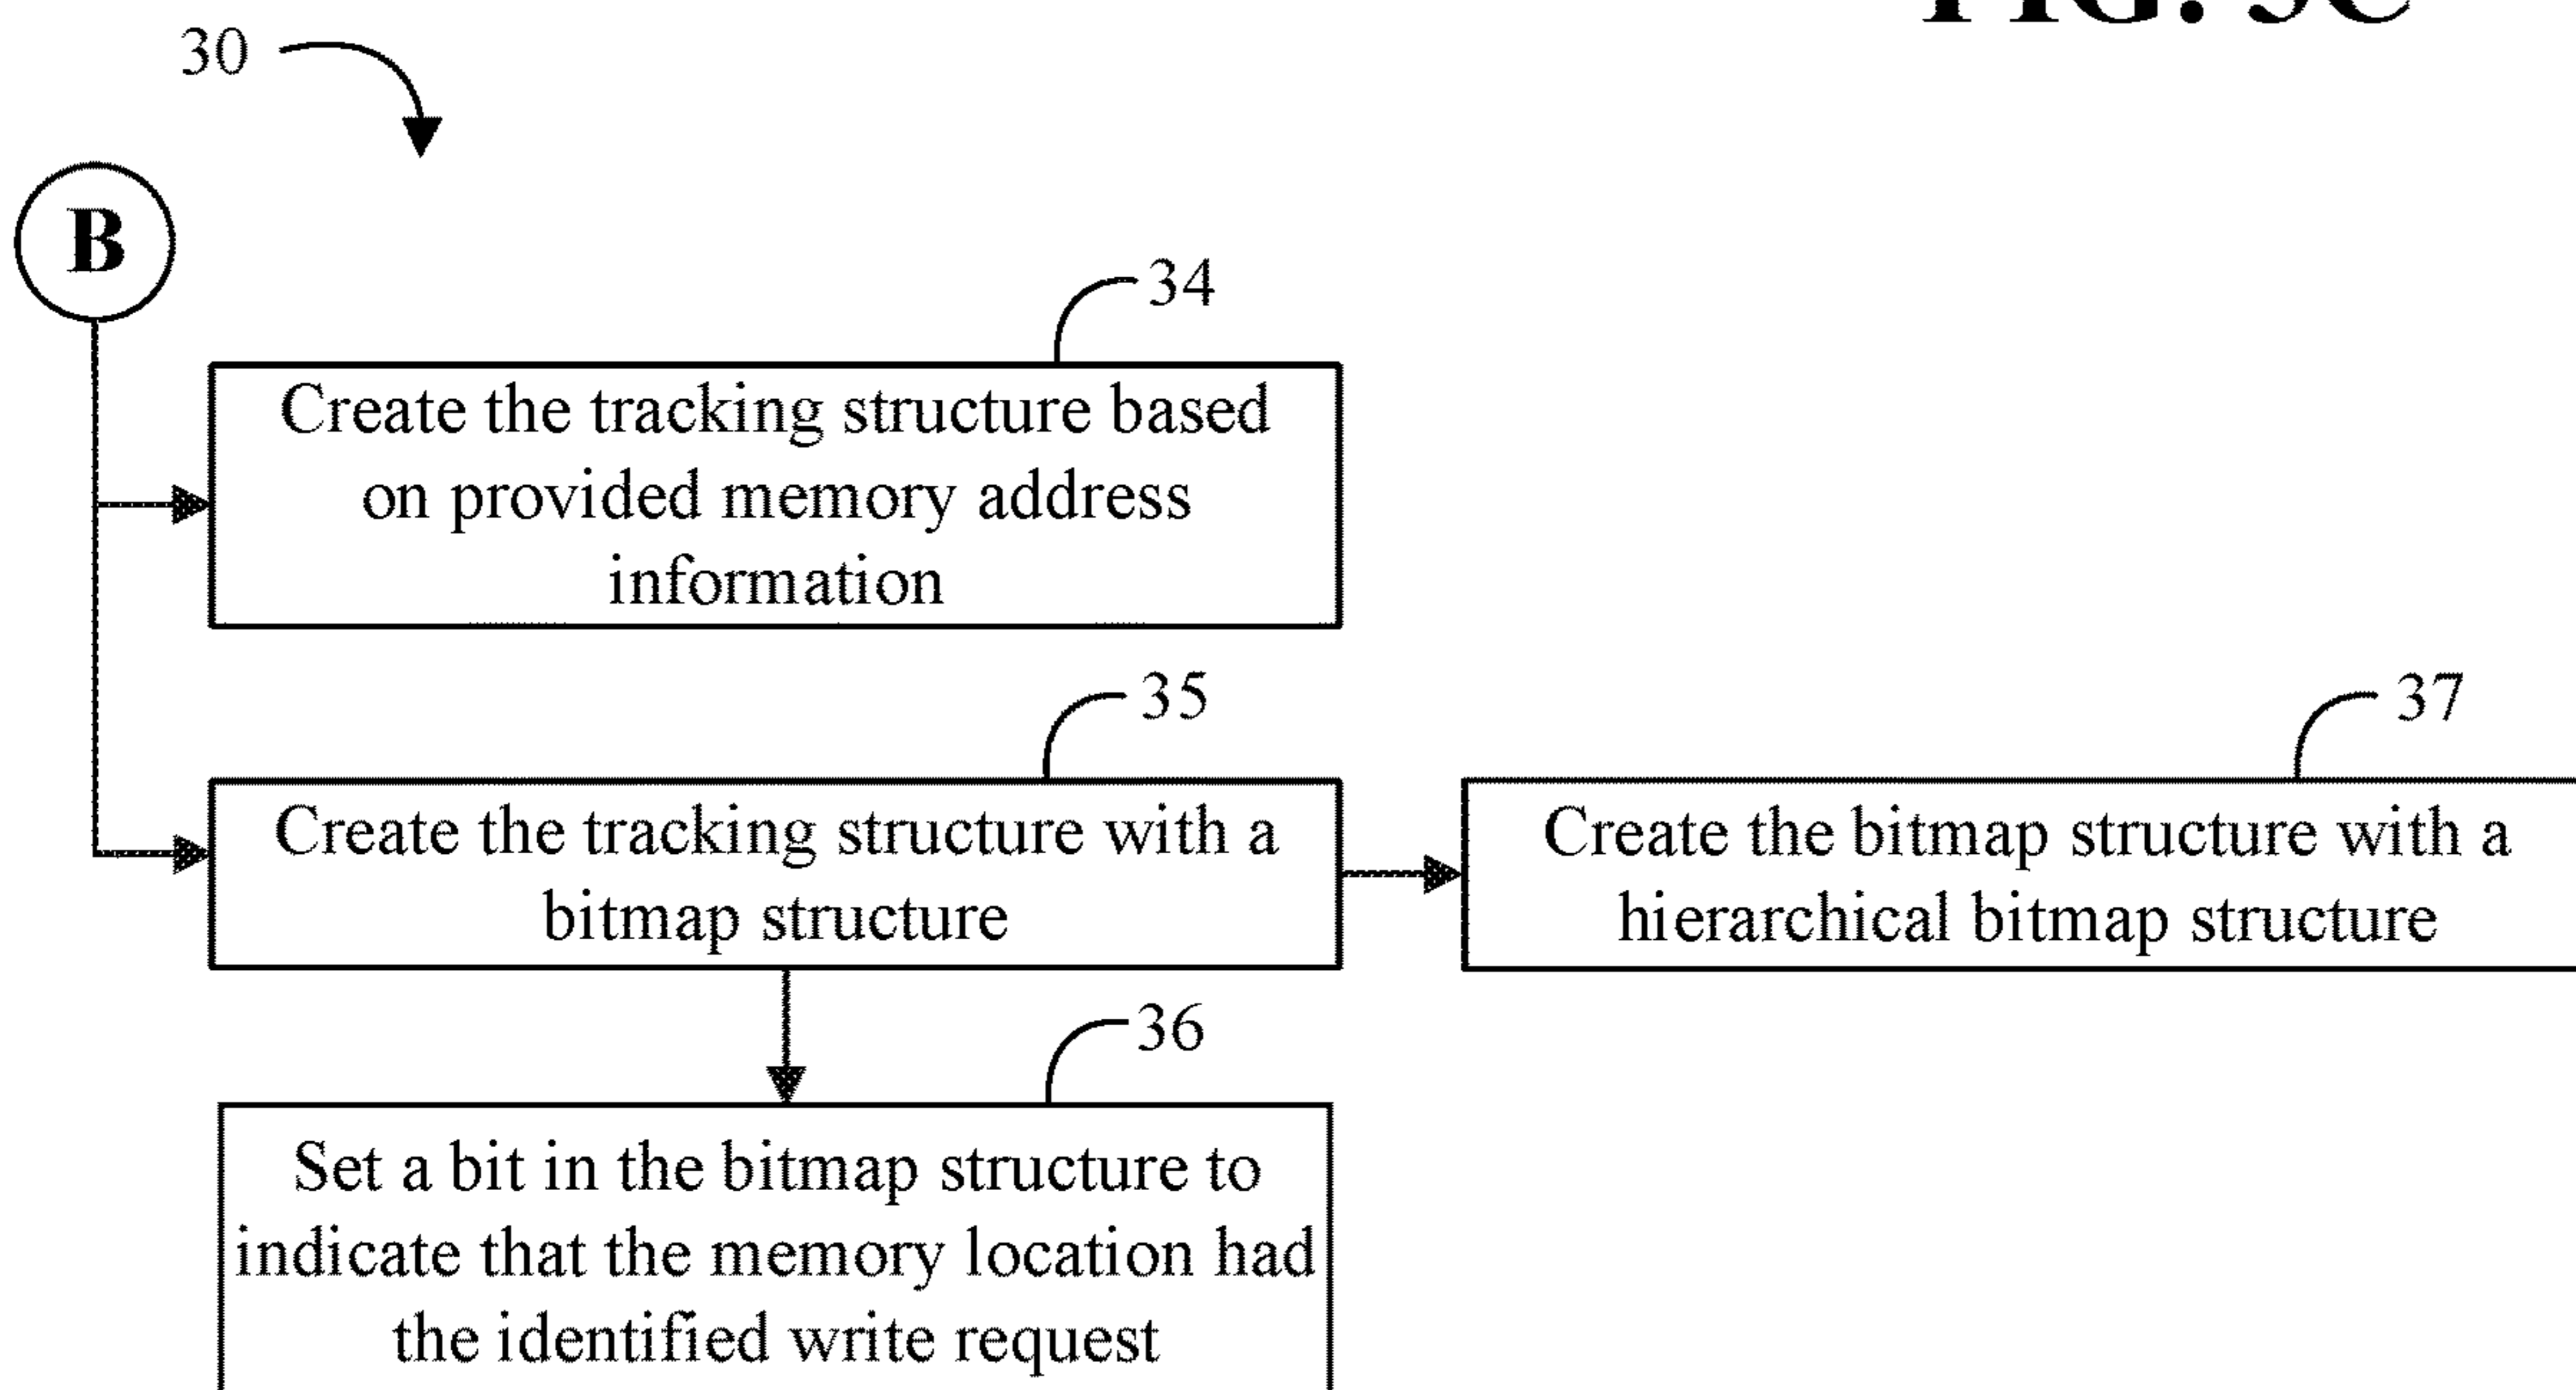 30
B
34
Create the tracking structure based
on provided memory address
information
35
Create the tracking structure with a
bitmap structure
37
Create the bitmap structure with a
hierarchical bitmap structure
36
Set a bit in the bitmap structure to
indicate that the memory location had
the identified write request